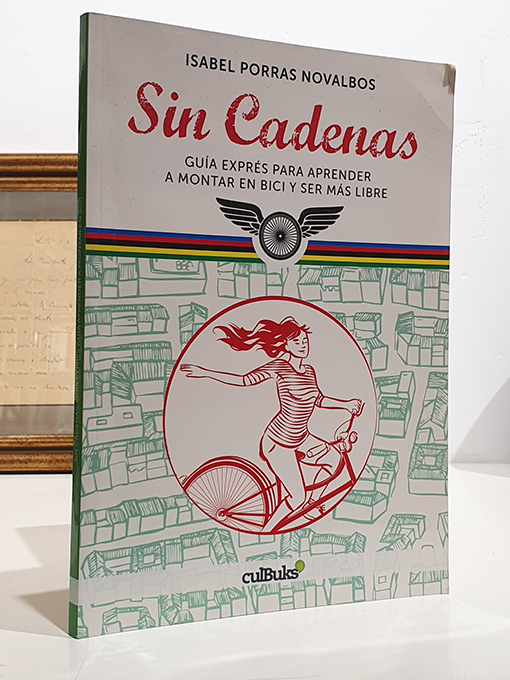 ISABEL PORRAS NOVALBOS
Sin Cadenas
GUÍA EXPRÉS PARA APRENDER
A MONTAR EN BICI Y SER MÁS LIBRE
culBuks